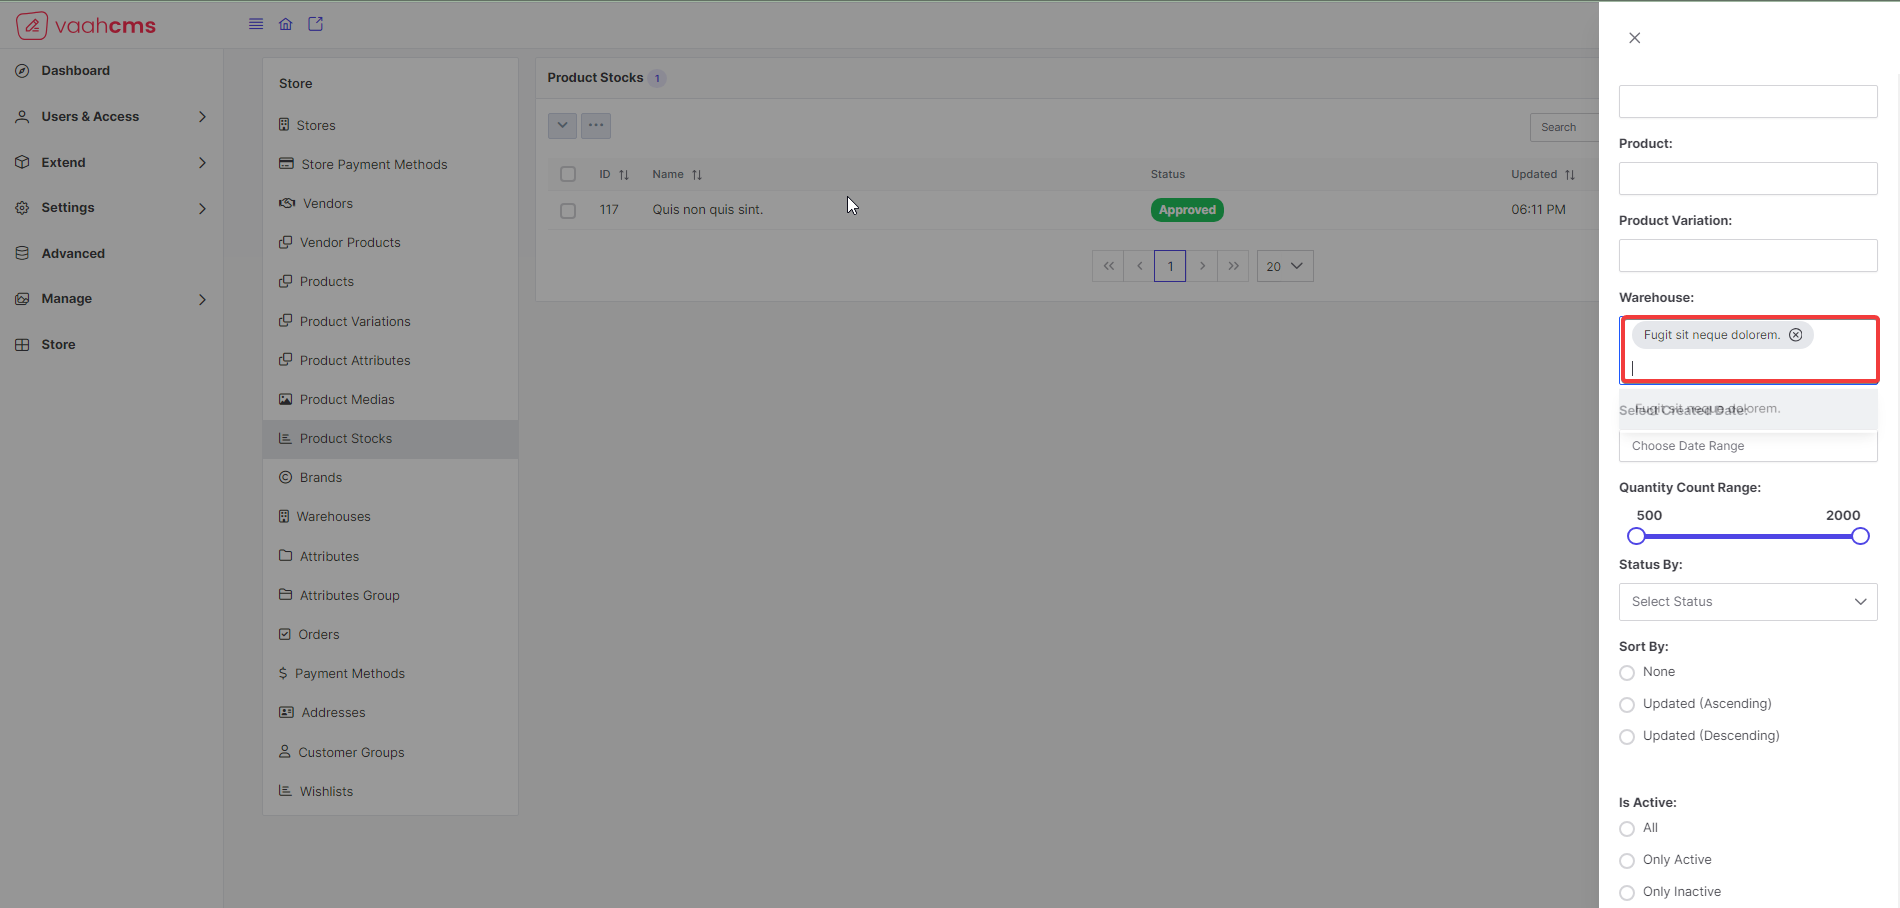 vaahcms
Dashboard
Users & Access
Extend
Settings
Advanced
Manage
Store
Store
Stores
Store Payment Methods
Vendors
Vendor Products
Products
Product Variations
Product Attributes
Product Medias
Product Stocks
Brands
Warehouses
Attributes
Attributes Group
Orders
Payment Methods
Addresses
Customer Groups
Wishlists
Product Stocks 1
Search
ID Name Status Updated
117 Quis non quis sint. Approved 06:11 PM
1 20
Product:
Product Variation:
Warehouse:
Fugit sit neque dolorem.
Fugit sit neque dolorem.
Select Created Date:
Choose Date Range
Quantity Count Range:
500 2000
Status By:
Select Status
Sort By:
None
Updated (Ascending)
Updated (Descending)
Is Active:
All
Only Active
Only Inactive